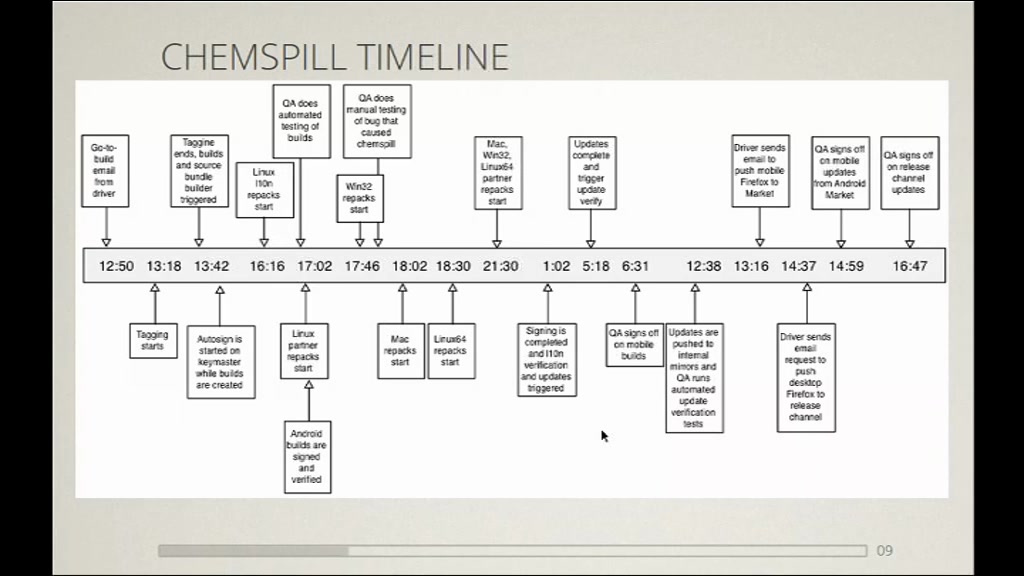 CHEMSPILL TIMELINE
QA does
automated
testing of
builds
QA does
manual testing
of bug that
caused
chemspill
Go-to-
build
email
from
driver
Taggine
ends, builds
and source
bundle
builder
triggered
Linux
l10n
repacks
start
Win32
repacks
start
Mac,
Win32,
Linux64
partner
repacks
start
Updates
complete
and
trigger
update
verify
Driver sends
email to
push mobile
Firefox to
Market
QA signs off
on mobile
updates
from Android
Market
QA signs off
on release
channel
updates
12:50 13:18 13:42 16:16 17:02 17:46 18:02 18:30 21:30 1:02 5:18 6:31 12:38 13:16 14:37 14:59 16:47
Tagging
starts
Autosign is
started on
keymaster
while builds
are created
Linux
partner
repacks
start
Mac
repacks
start
Linux64
repacks
start
Signing is
completed
and l10n
verification
and updates
triggered
QA signs off
on mobile
builds
Updates are
pushed to
internal
mirrors and
QA runs
automated
update
verification
tests
Driver sends
email
request to
push
desktop
Firefox to
release
channel
Android
builds are
signed
and
verified
09